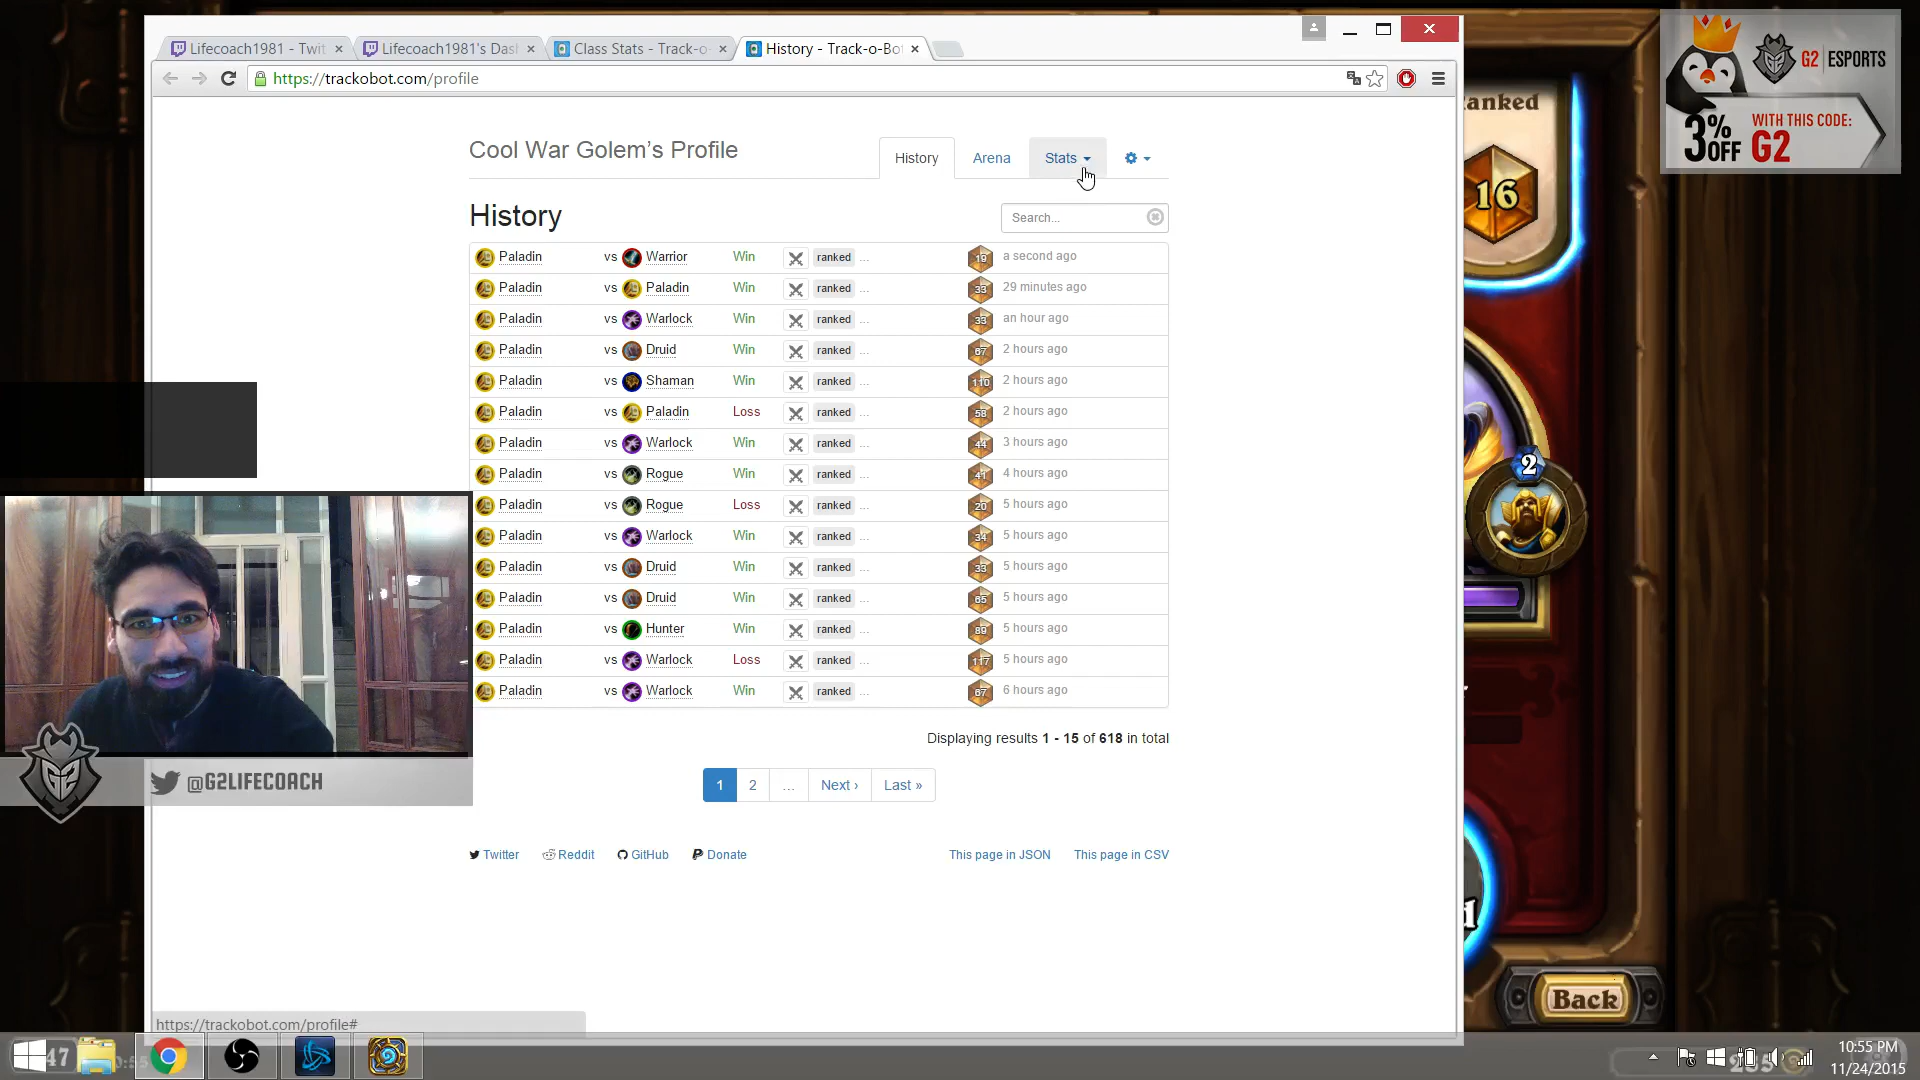 Lifecoach1981 - Twit
Lifecoach1981's Das
Class Stats - Track-o-
History - Track-o-Bot
https://trackobot.com/profile
Cool War Golem's Profile
History
Arena
Stats
History
Search...
Paladin vs Warrior Win ranked ... 19 a second ago
Paladin vs Paladin Win ranked ... 33 29 minutes ago
Paladin vs Warlock Win ranked ... 33 an hour ago
Paladin vs Druid Win ranked ... 67 2 hours ago
Paladin vs Shaman Win ranked ... 110 2 hours ago
Paladin vs Paladin Loss ranked ... 58 2 hours ago
Paladin vs Warlock Win ranked ... 44 3 hours ago
Paladin vs Rogue Win ranked ... 41 4 hours ago
Paladin vs Rogue Loss ranked ... 20 5 hours ago
Paladin vs Warlock Win ranked ... 34 5 hours ago
Paladin vs Druid Win ranked ... 33 5 hours ago
Paladin vs Druid Win ranked ... 65 5 hours ago
Paladin vs Hunter Win ranked ... 89 5 hours ago
Paladin vs Warlock Loss ranked ... 117 5 hours ago
Paladin vs Warlock Win ranked ... 67 6 hours ago
Displaying results 1 - 15 of 618 in total
1 2 ... Next › Last »
Twitter Reddit GitHub Donate
This page in JSON This page in CSV
https://trackobot.com/profile#
@G2LIFECOACH
G2 ESPORTS
3% OFF
WITH THIS CODE:
G2
anked
16
2
Back
47
10:55 PM
11/24/2015